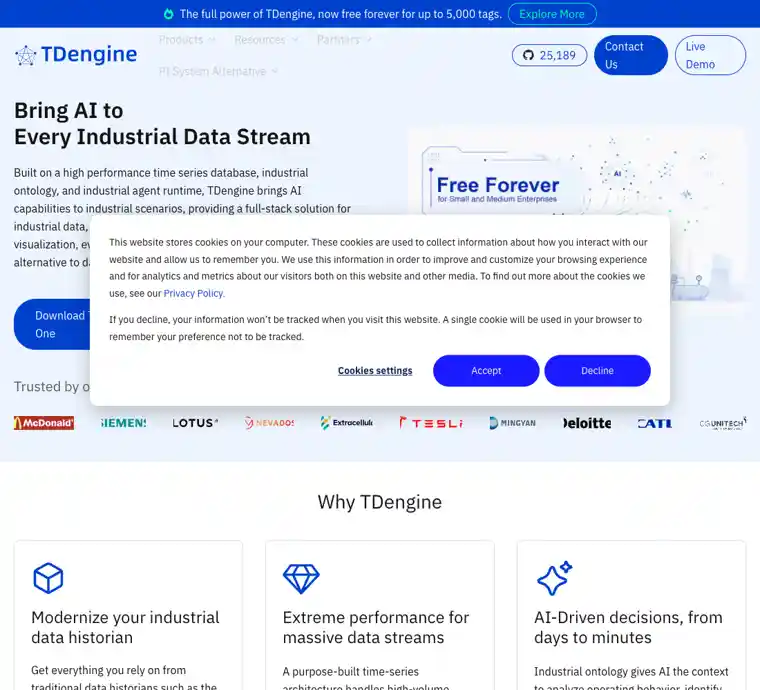 The full power of TDengine, now free forever for up to 5,000 tags. Explore More
Products Resources Partners
TDengine
25,189
Contact Us
Live Demo
PI System Alternative
Bring AI to
Every Industrial Data Stream
Built on a high performance time series database, industrial
ontology, and industrial agent runtime, TDengine brings AI
capabilities to industrial scenarios, providing a full-stack solution for
industrial data,
visualization,
alternative to
AI
Free Forever
for Small and Medium Enterprises
This website stores cookies on your computer. These cookies are used to collect information about how you interact with our
website and allow us to remember you. We use this information in order to improve and customize your browsing experience
and for analytics and metrics about our visitors both on this website and other media. To find out more about the cookies we
use, see our Privacy Policy.
If you decline, your information won't be tracked when you visit this website. A single cookie will be used in your browser to
remember your preference not to be tracked.
Cookies settings Accept Decline
Download
One
Trusted by
McDonald' SIEMENS LOTUS NEVADOS Extracellula TESLi MINGYAN Deloitte CATL CGUNITECH
Why TDengine
Modernize your industrial
data historian
Get everything you rely on from
traditional data historians such as the
Extreme performance for
massive data streams
A purpose-built time-series
architecture handles high-volume
AI-Driven decisions, from
days to minutes
Industrial ontology gives AI the context
to analyze operating behavior, identify